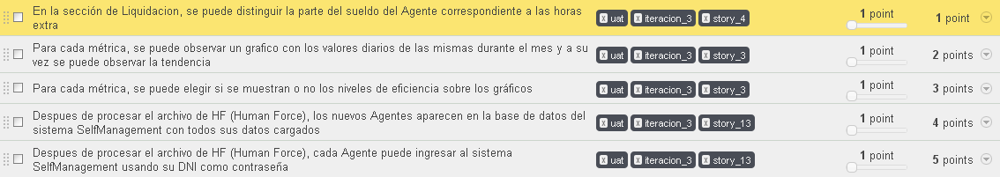 En la sección de Liquidacion, se puede distinguir la parte del sueldo del Agente correspondiente a las horas
extra
x uat x iteracion_3 x story_4
1 point
1 point
Para cada métrica, se puede observar un grafico con los valores diarios de las mismas durante el mes y a su
vez se puede observar la tendencia
x uat x iteracion_3 x story_3
1 point
2 points
Para cada métrica, se puede elegir si se muestran o no los niveles de eficiencia sobre los gráficos
x uat x iteracion_3 x story_3
1 point
3 points
Despues de procesar el archivo de HF (Human Force), los nuevos Agentes aparecen en la base de datos del
sistema SelfManagement con todos sus datos cargados
x uat x iteracion_3 x story_13
1 point
4 points
Despues de procesar el archivo de HF (Human Force), cada Agente puede ingresar al sistema
SelfManagement usando su DNI como contraseña
x uat x iteracion_3 x story_13
1 point
5 points